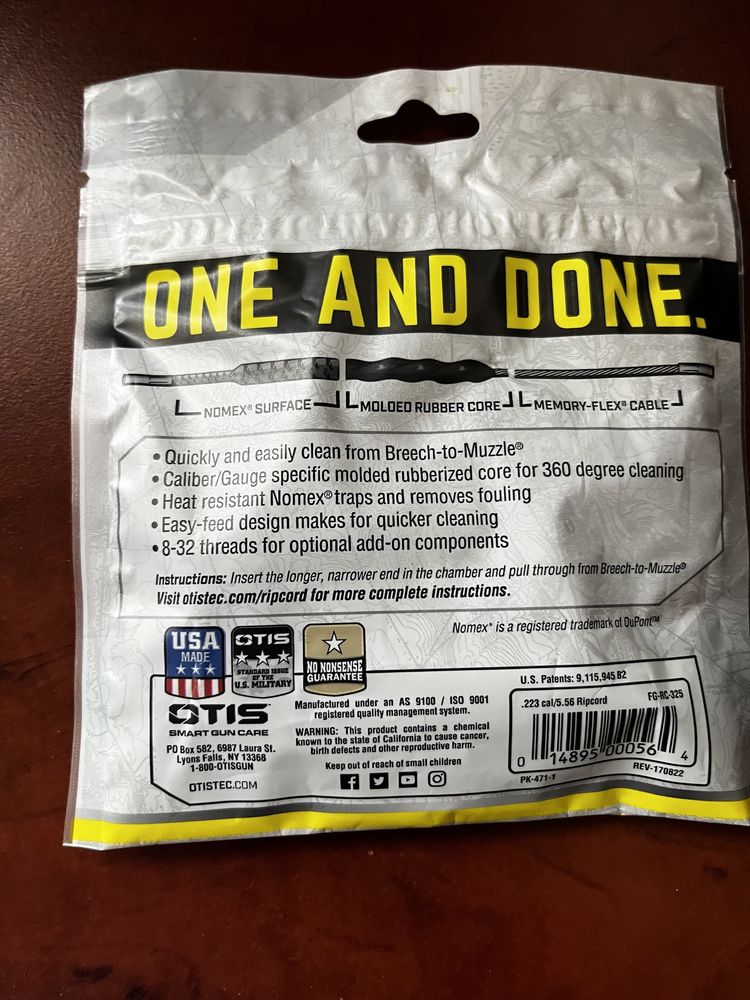 ONE AND DONE.
NOMEX® SURFACE
MOLDED RUBBER CORE
MEMORY-FLEX® CABLE
• Quickly and easily clean from Breech-to-Muzzle®
• Caliber/Gauge specific molded rubberized core for 360 degree cleaning
• Heat resistant Nomex® traps and removes fouling
• Easy-feed design makes for quicker cleaning
• 8-32 threads for optional add-on components
Instructions: Insert the longer, narrower end in the chamber and pull through from Breech-to-Muzzle®
Visit otistec.com/ripcord for more complete instructions.
Nomex® is a registered trademark of DuPont™
USA
MADE
OTIS
STANDARD ISSUE
OF THE
U.S. MILITARY
NO NONSENSE
GUARANTEE
OTIS™
SMART GUN CARE
PO Box 582, 6987 Laura St.
Lyons Falls, NY 13368
1-800-OTISGUN
OTISTEC.COM
Manufactured under an AS 9100 / ISO 9001
registered quality management system.
WARNING: This product contains a chemical
known to the state of California to cause cancer,
birth defects and other reproductive harm.
Keep out of reach of small children
U.S. Patents: 9,115,945 B2
.223 cal/5.56 Ripcord
FG-RC-325
0 14895 00056 4
PK-471-1
REV-170822